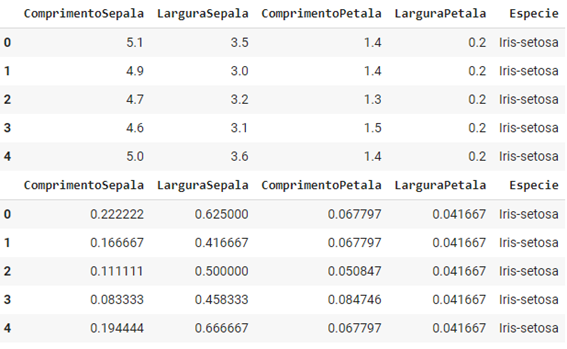 ComprimentoSepala LarguraSepala ComprimentoPetala LarguraPetala Especie
0 5.1 3.5 1.4 0.2 Iris-setosa
1 4.9 3.0 1.4 0.2 Iris-setosa
2 4.7 3.2 1.3 0.2 Iris-setosa
3 4.6 3.1 1.5 0.2 Iris-setosa
4 5.0 3.6 1.4 0.2 Iris-setosa
ComprimentoSepala LarguraSepala ComprimentoPetala LarguraPetala Especie
0 0.222222 0.625000 0.067797 0.041667 Iris-setosa
1 0.166667 0.416667 0.067797 0.041667 Iris-setosa
2 0.111111 0.500000 0.050847 0.041667 Iris-setosa
3 0.083333 0.458333 0.084746 0.041667 Iris-setosa
4 0.194444 0.666667 0.067797 0.041667 Iris-setosa